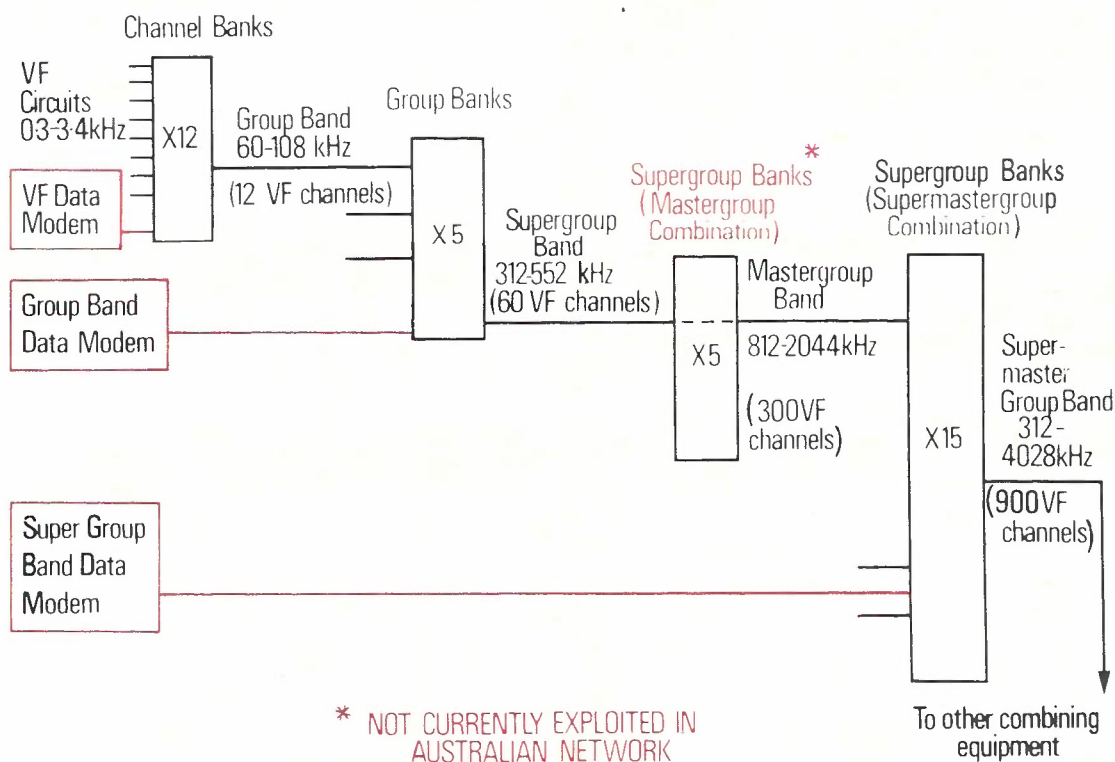 Channel Banks
VF
Circuits
03-3·4kHz
X12
Group Band
60-108 kHz
(12 VF channels)
Group Banks
VF Data
Modem
X5
Supergroup
Band
312-552 kHz
(60 VF channels)
Group Band
Data Modem
*
Supergroup Banks
(Mastergroup
Combination)
X5
Mastergroup
Band
812-2044kHz
(300VF
channels)
Supergroup Banks
(Supermastergroup
Combination)
X15
Super-
master
Group Band
312-
4028kHz
(900VF
channels)
Super Group
Band Data
Modem
* NOT CURRENTLY EXPLOITED IN
AUSTRALIAN NETWORK
To other combining
equipment